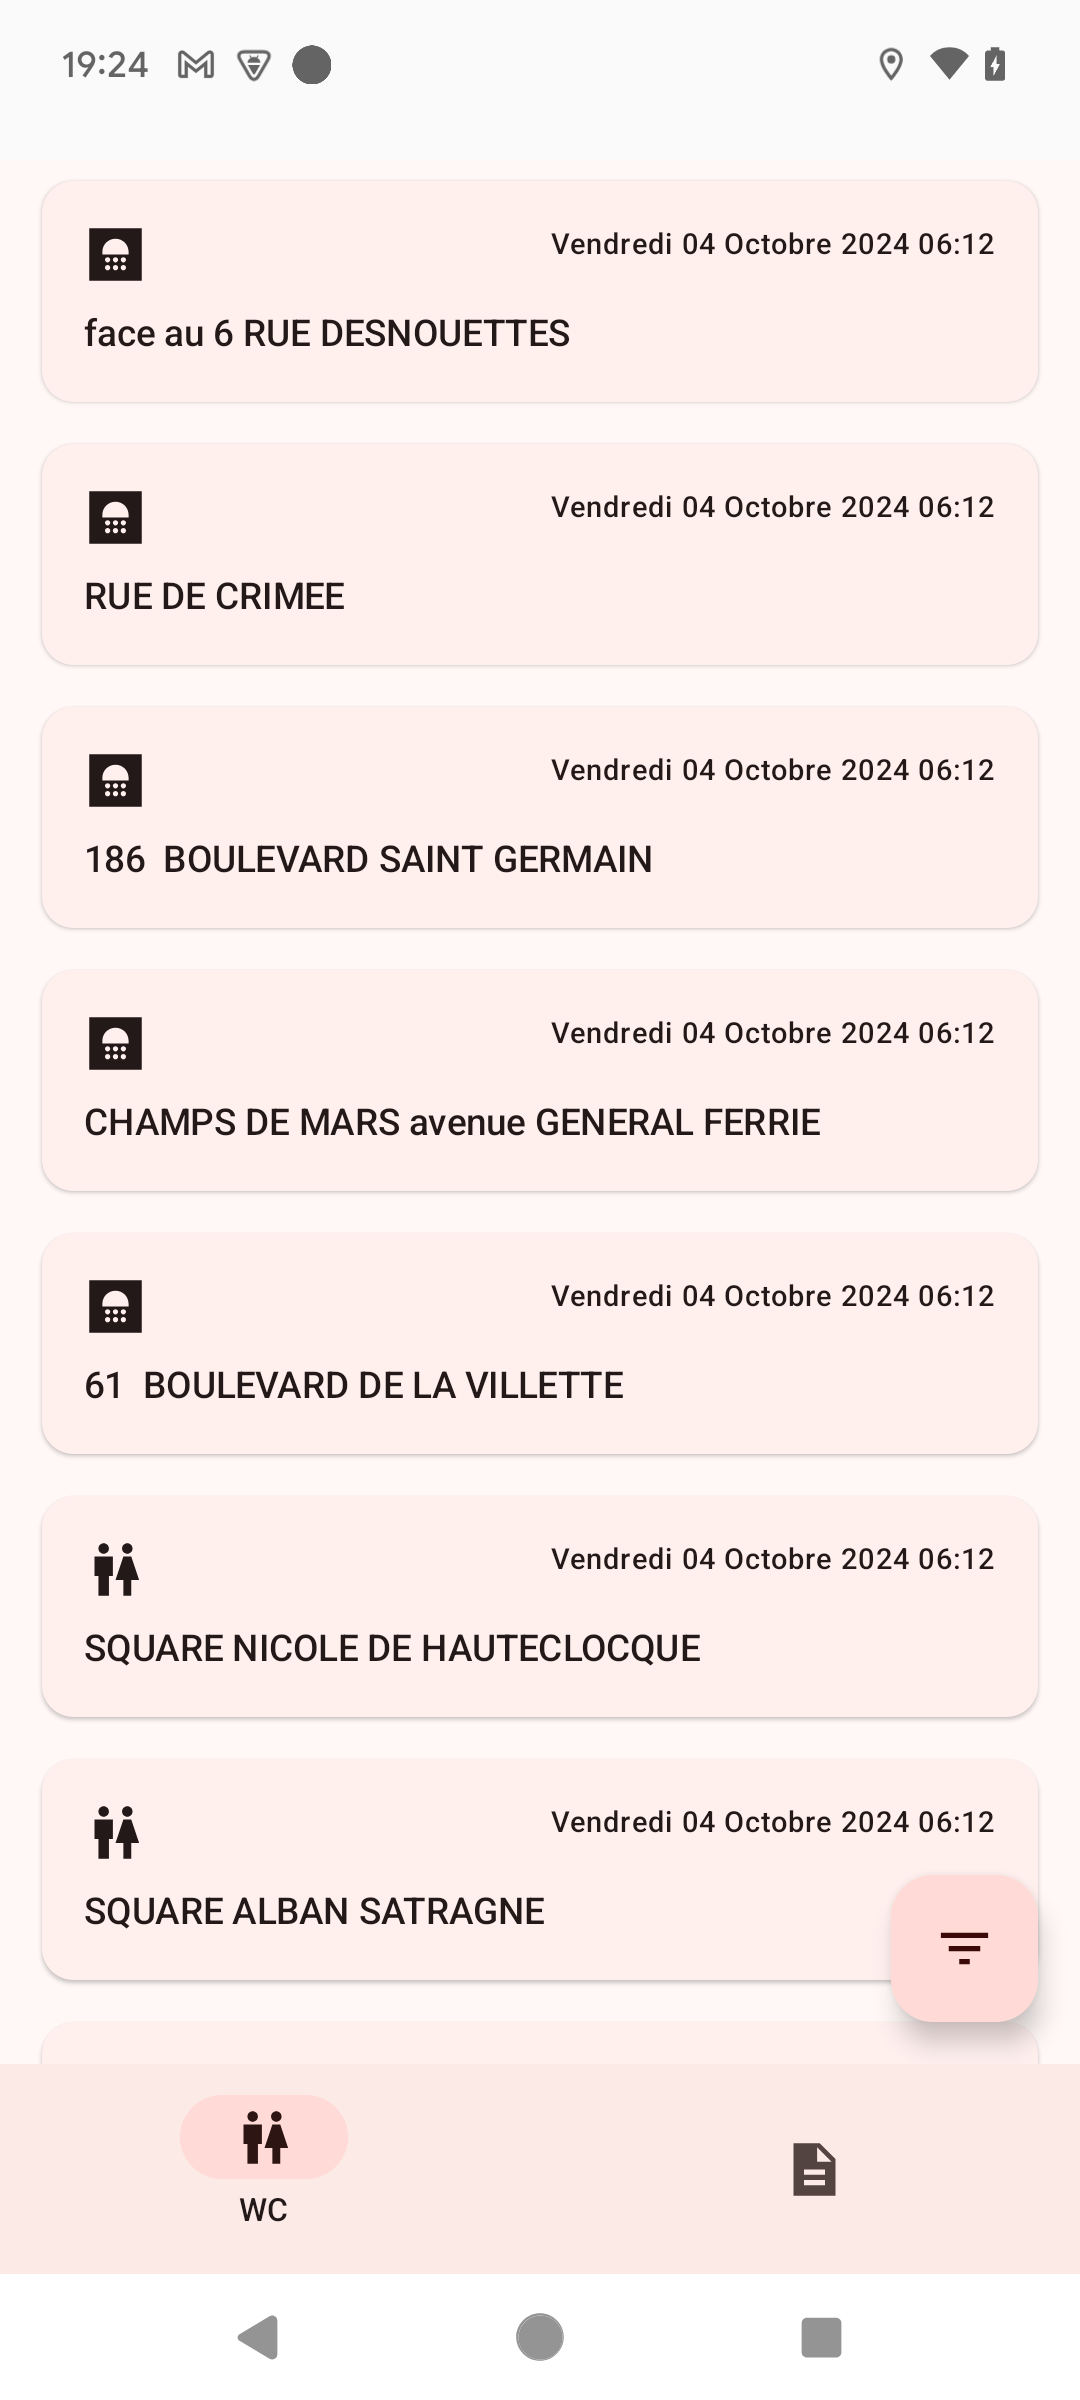 19:24
Vendredi 04 Octobre 2024 06:12
face au 6 RUE DESNOUETTES
Vendredi 04 Octobre 2024 06:12
RUE DE CRIMEE
Vendredi 04 Octobre 2024 06:12
186  BOULEVARD SAINT GERMAIN
Vendredi 04 Octobre 2024 06:12
CHAMPS DE MARS avenue GENERAL FERRIE
Vendredi 04 Octobre 2024 06:12
61  BOULEVARD DE LA VILLETTE
Vendredi 04 Octobre 2024 06:12
SQUARE NICOLE DE HAUTECLOCQUE
Vendredi 04 Octobre 2024 06:12
SQUARE ALBAN SATRAGNE
WC